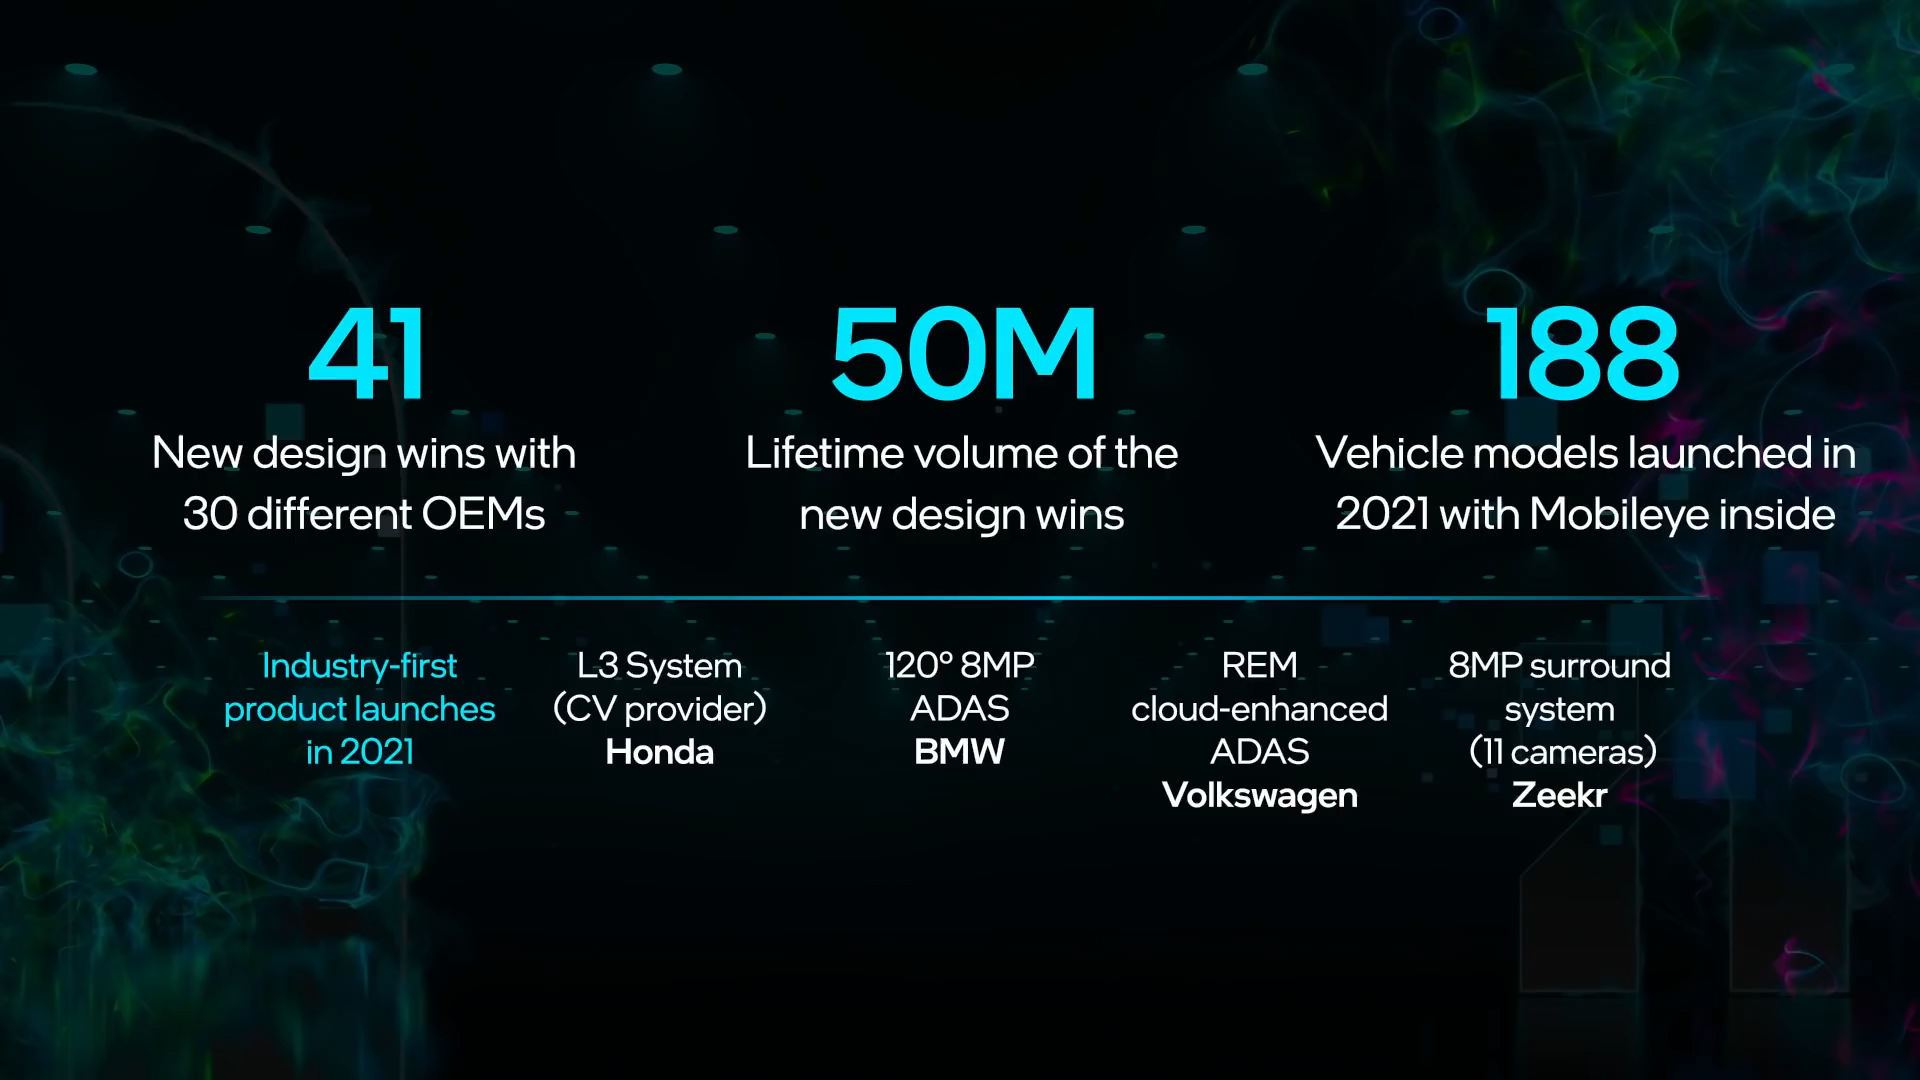 41
New design wins with
30 different OEMs
50M
Lifetime volume of the
new design wins
188
Vehicle models launched in
2021 with Mobileye inside
Industry-first
product launches
in 2021
L3 System
(CV provider)
Honda
120° 8MP
ADAS
BMW
REM
cloud-enhanced
ADAS
Volkswagen
8MP surround
system
(11 cameras)
Zeekr